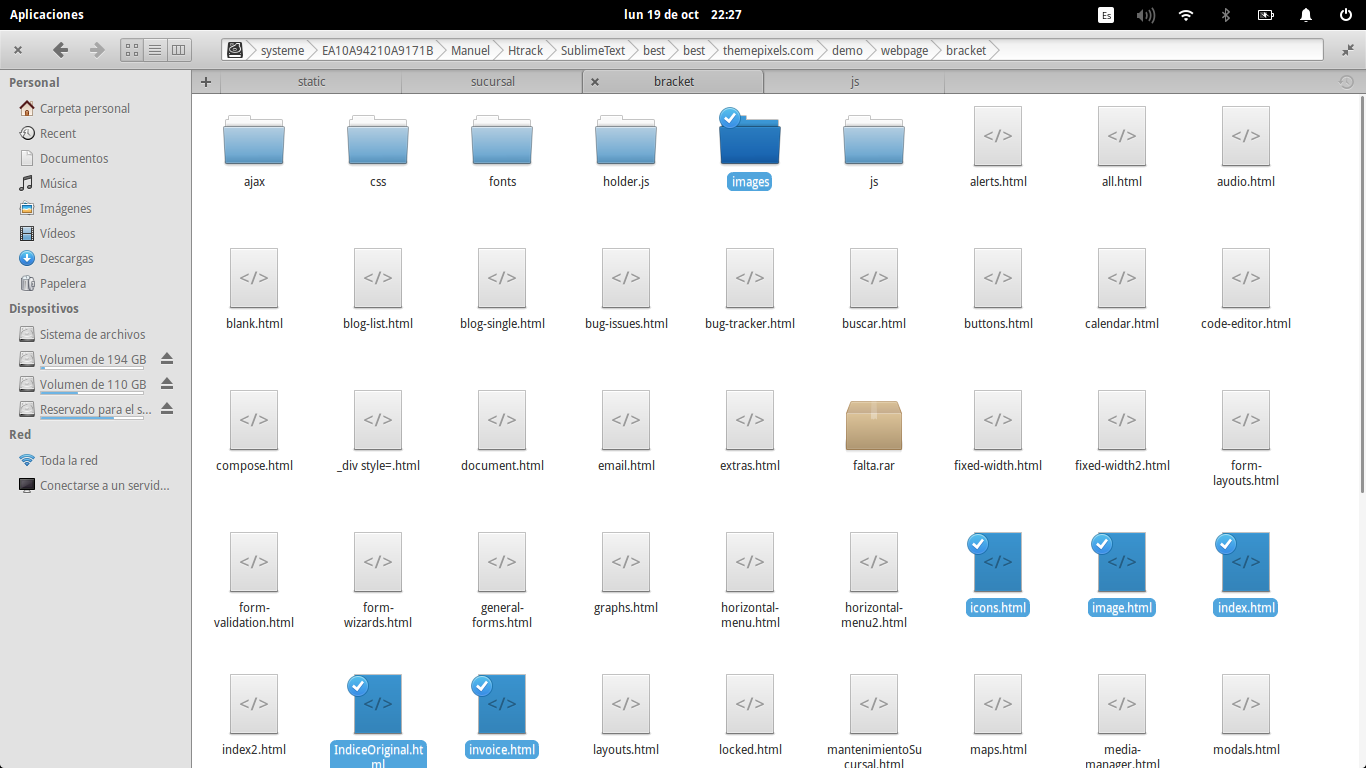 Aplicaciones
lun 19 de oct 22:27
Es
systeme
EA10A94210A9171B
Manuel
Htrack
SublimeText
best
best
themepixels.com
demo
webpage
bracket
static
sucursal
bracket
js
Personal
Carpeta personal
Recent
Documentos
Música
Imágenes
Vídeos
Descargas
Papelera
Dispositivos
Sistema de archivos
Volumen de 194 GB
Volumen de 110 GB
Reservado para el s...
Red
Toda la red
Conectarse a un servid...
ajax
css
fonts
holder.js
images
js
</>
alerts.html
</>
all.html
</>
audio.html
</>
blank.html
</>
blog-list.html
</>
blog-single.html
</>
bug-issues.html
</>
bug-tracker.html
</>
buscar.html
</>
buttons.html
</>
calendar.html
</>
code-editor.html
</>
compose.html
</>
_div style=.html
</>
document.html
</>
email.html
</>
extras.html
falta.rar
</>
fixed-width.html
</>
fixed-width2.html
</>
form-
layouts.html
</>
form-
validation.html
</>
form-
wizards.html
</>
general-
forms.html
</>
graphs.html
</>
horizontal-
menu.html
</>
horizontal-
menu2.html
</>
icons.html
</>
image.html
</>
index.html
</>
index2.html
</>
IndiceOriginal.ht
ml
</>
invoice.html
</>
layouts.html
</>
locked.html
</>
mantenimientoSu
cursal.html
</>
maps.html
</>
media-
manager.html
</>
modals.html